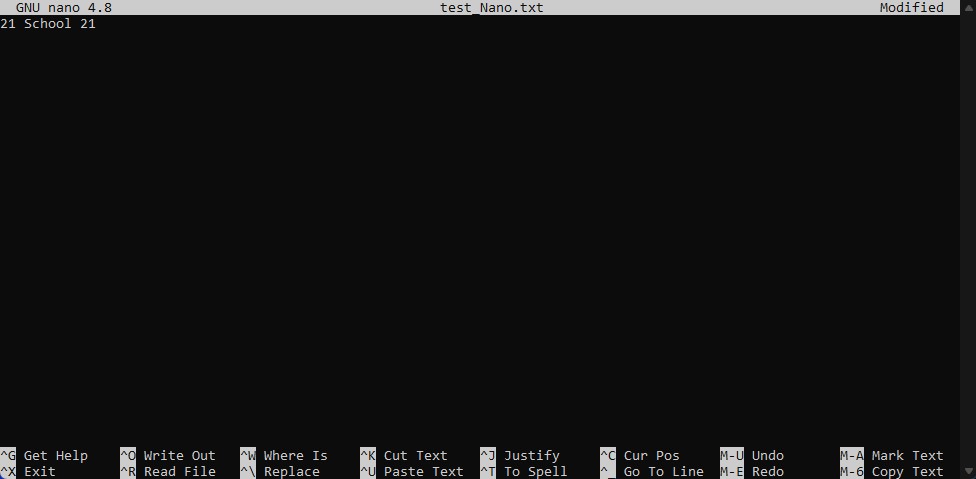 GNU nano 4.8 test_Nano.txt Modified
21 School 21
^G Get Help ^O Write Out ^W Where Is ^K Cut Text ^J Justify ^C Cur Pos M-U Undo M-A Mark Text
^X Exit ^R Read File ^\ Replace ^U Paste Text ^T To Spell ^_ Go To Line M-E Redo M-6 Copy Text